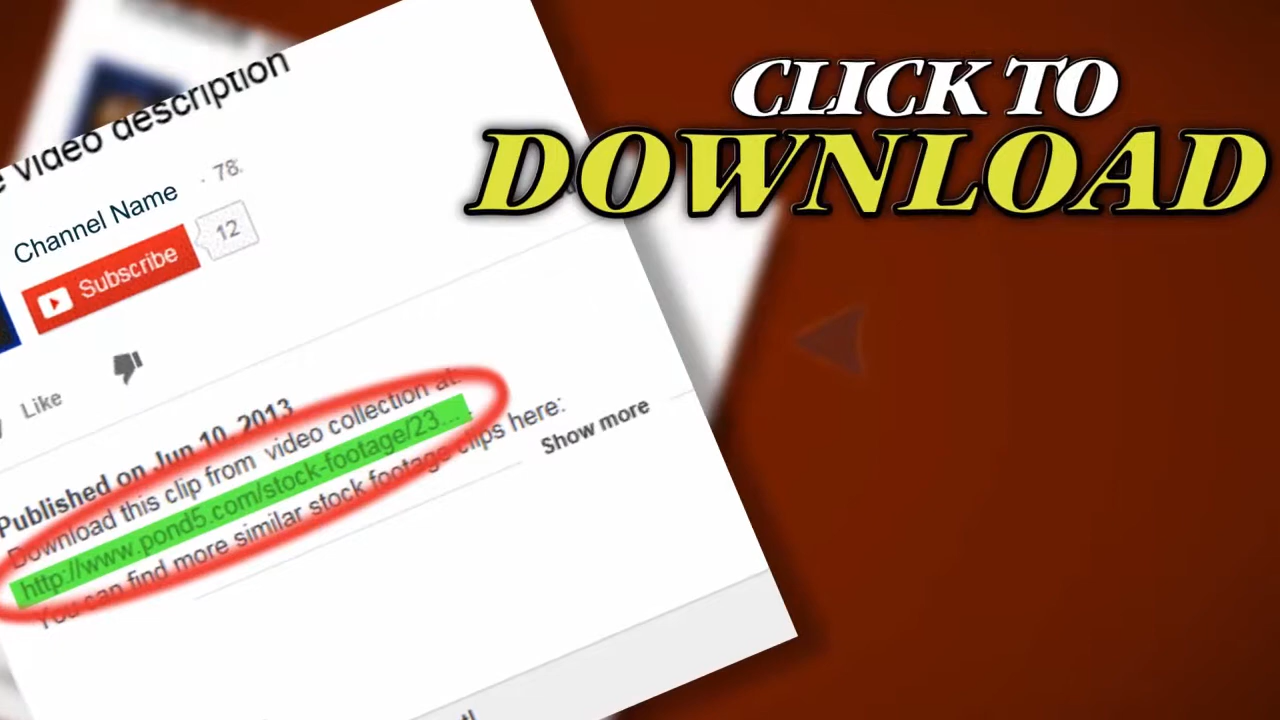 CLICK TO
DOWNLOAD
video description
Channel Name
Subscribe
12
Like
Published on Jun 10, 2013
Download this clip from video collection at:
http://www.pond5.com/stock-footage/23...
You can find more similar stock footage clips here:
Show more